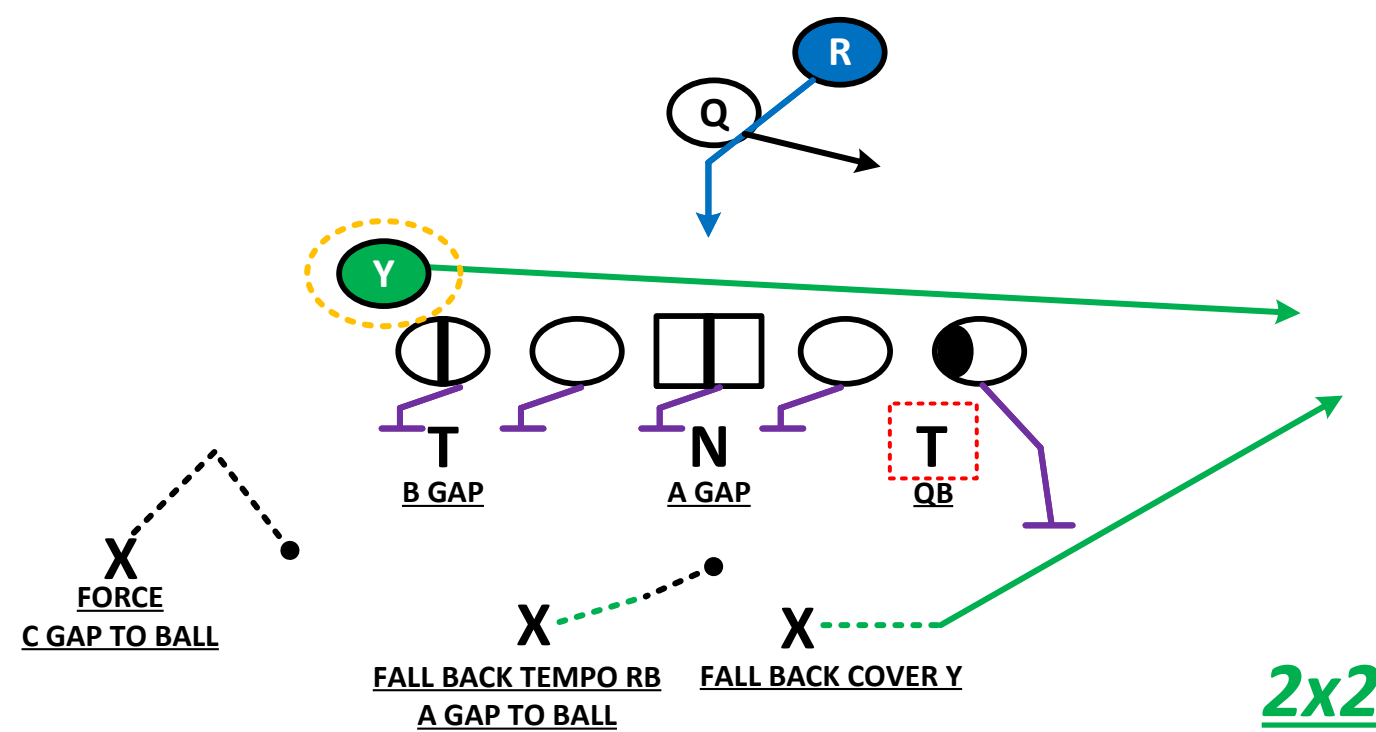 R
Q
Y
T N T
B GAP A GAP QB
X
FORCE
C GAP TO BALL
X X
FALL BACK TEMPO RB FALL BACK COVER Y
A GAP TO BALL
2x2